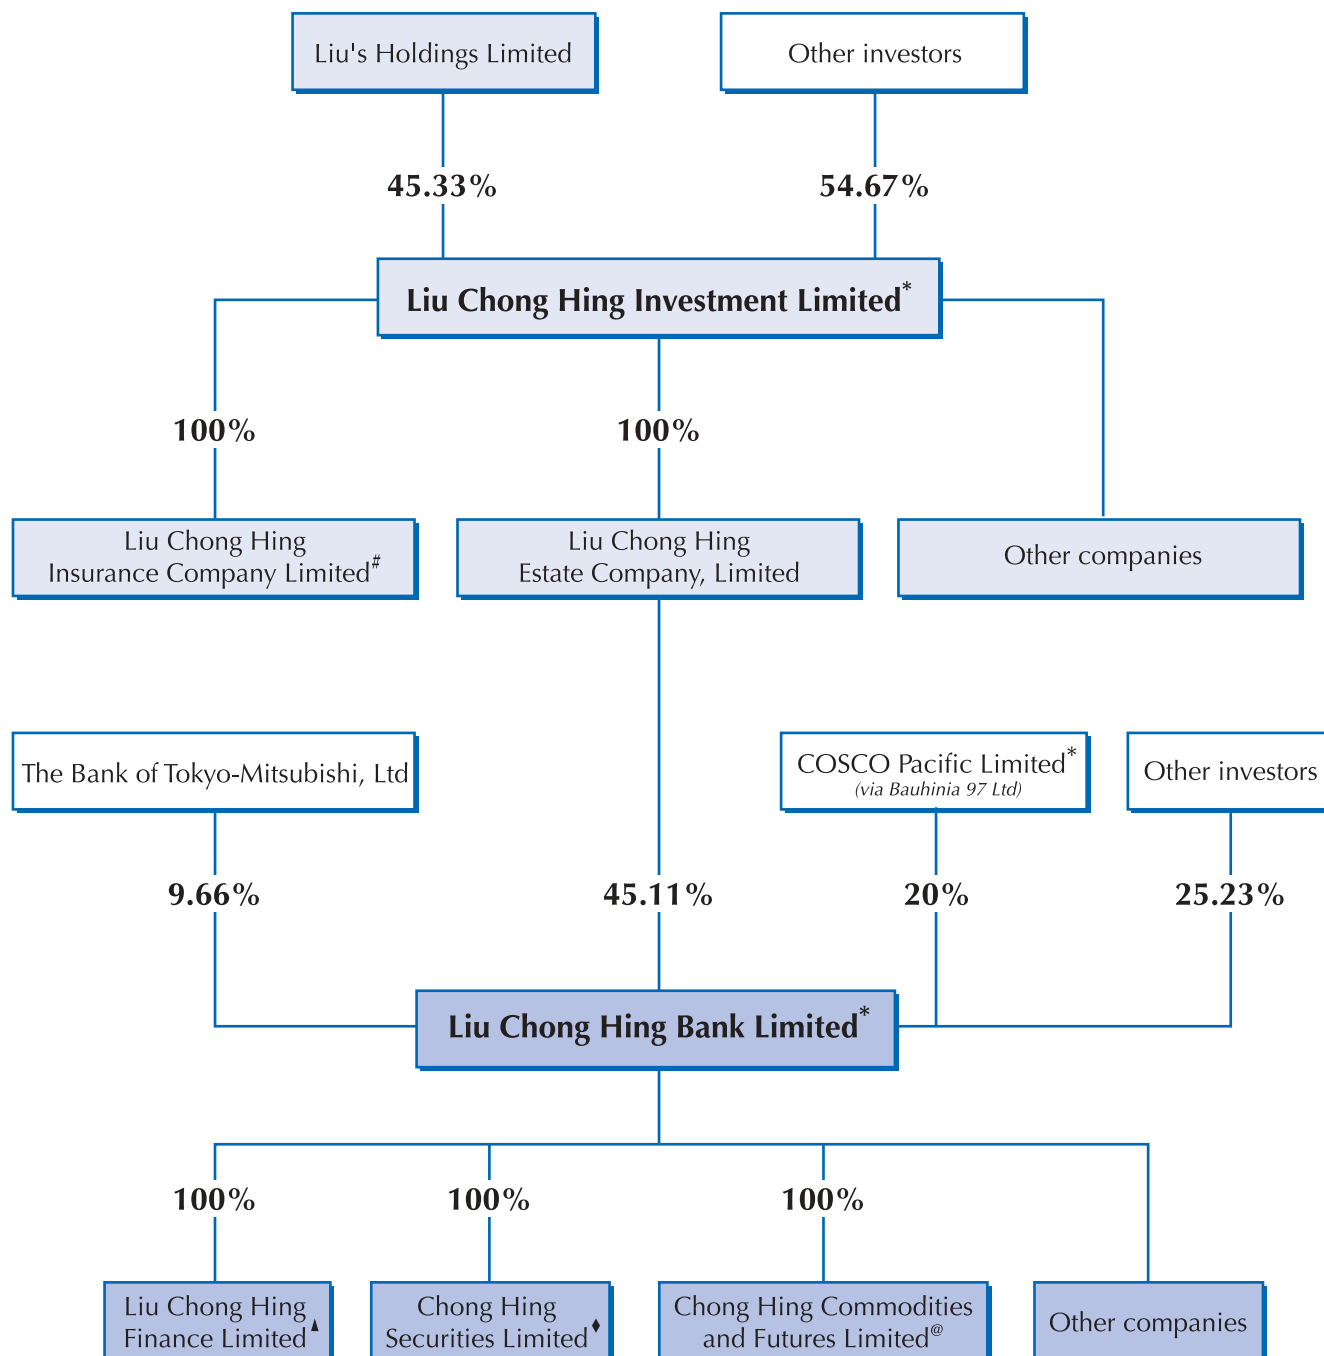 Liu's Holdings Limited
Other investors
45.33%
54.67%
Liu Chong Hing Investment Limited*
100%
100%
Liu Chong Hing
Insurance Company Limited#
Liu Chong Hing
Estate Company, Limited
Other companies
The Bank of Tokyo-Mitsubishi, Ltd
COSCO Pacific Limited*
(via Bauhinia 97 Ltd)
Other investors
9.66%
45.11%
20%
25.23%
Liu Chong Hing Bank Limited*
100%
100%
100%
Liu Chong Hing
Finance Limited▲
Chong Hing
Securities Limited♦
Chong Hing Commodities
and Futures Limited@
Other companies